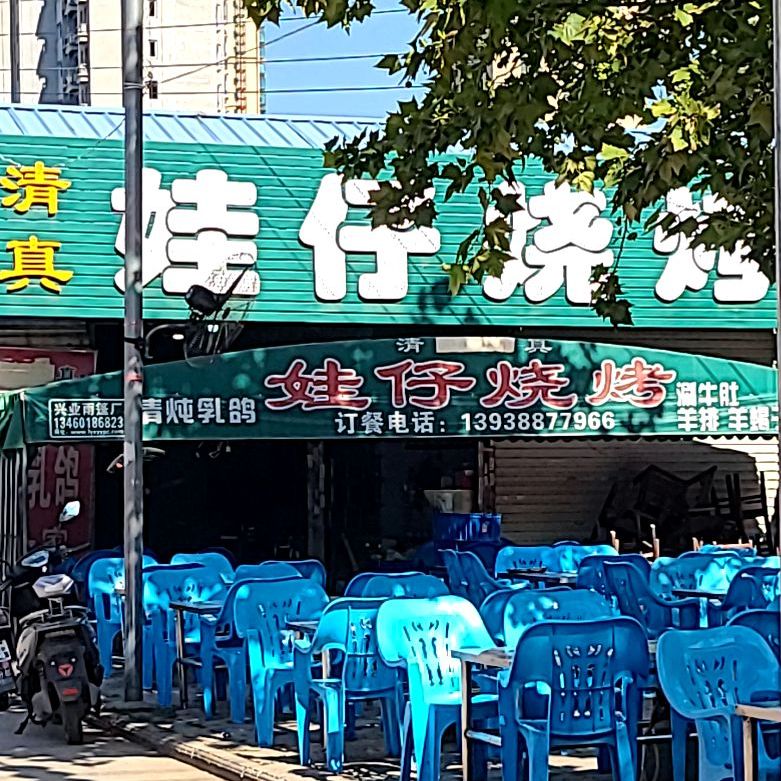 清真
娃仔烧烤
清 真
娃仔烧烤
兴业雨篷厂
13460186823
清炖乳鸽
订餐电话：13938877966
涮牛肚
羊排 羊蝎
乳鸽